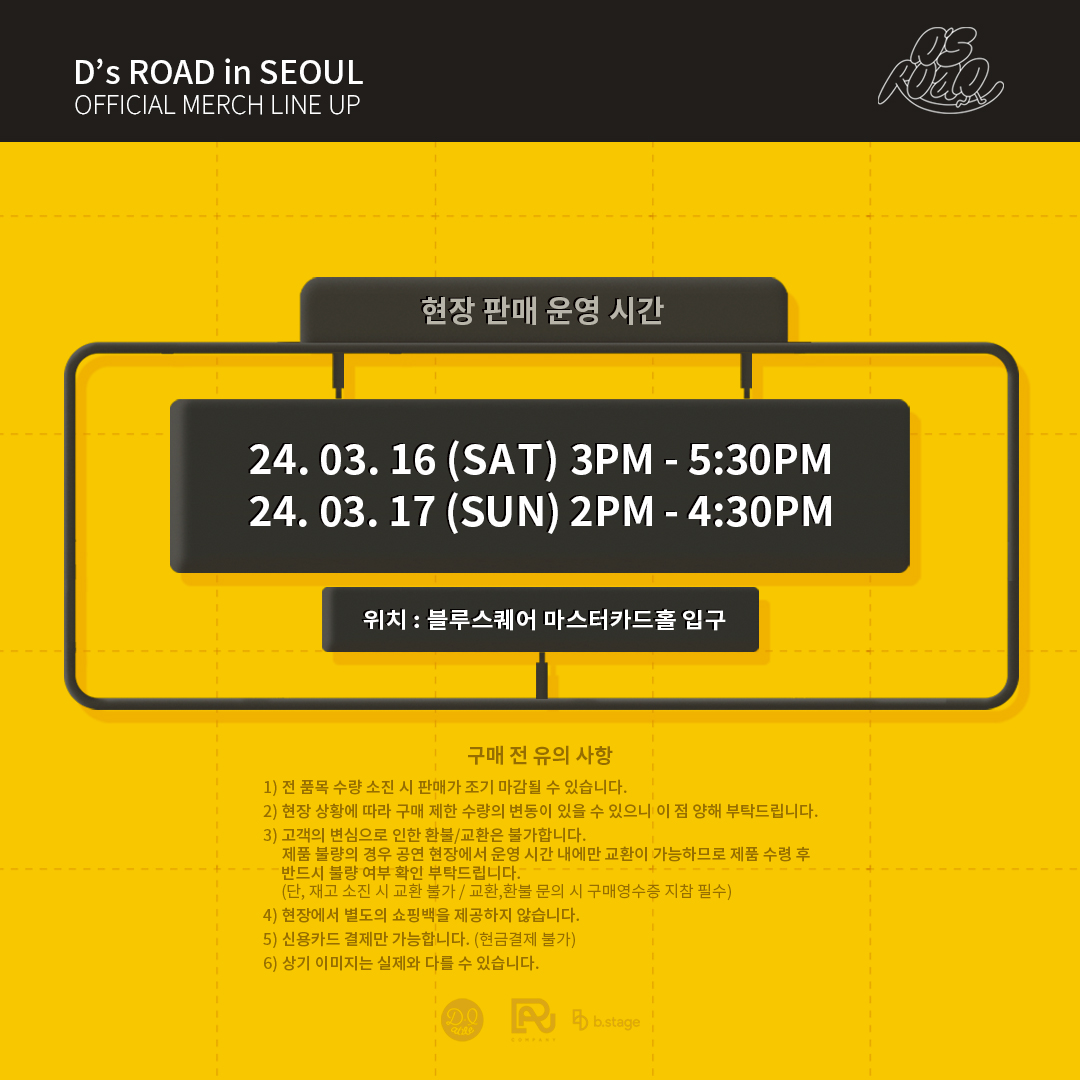 D's ROAD in SEOUL
OFFICIAL MERCH LINE UP
D'S
ROAD
현장 판매 운영 시간
24. 03. 16 (SAT) 3PM - 5:30PM
24. 03. 17 (SUN) 2PM - 4:30PM
위치 : 블루스퀘어 마스터카드홀 입구
구매 전 유의 사항
1) 전 품목 수량 소진 시 판매가 조기 마감될 수 있습니다.
2) 현장 상황에 따라 구매 제한 수량의 변동이 있을 수 있으니 이 점 양해 부탁드립니다.
3) 고객의 변심으로 인한 환불/교환은 불가합니다.
제품 불량의 경우 공연 현장에서 운영 시간 내에만 교환이 가능하므로 제품 수령 후
반드시 불량 여부 확인 부탁드립니다.
(단, 재고 소진 시 교환 불가 / 교환,환불 문의 시 구매영수증 지참 필수)
4) 현장에서 별도의 쇼핑백을 제공하지 않습니다.
5) 신용카드 결제만 가능합니다. (현금결제 불가)
6) 상기 이미지는 실제와 다를 수 있습니다.
COMPANY
b.stage